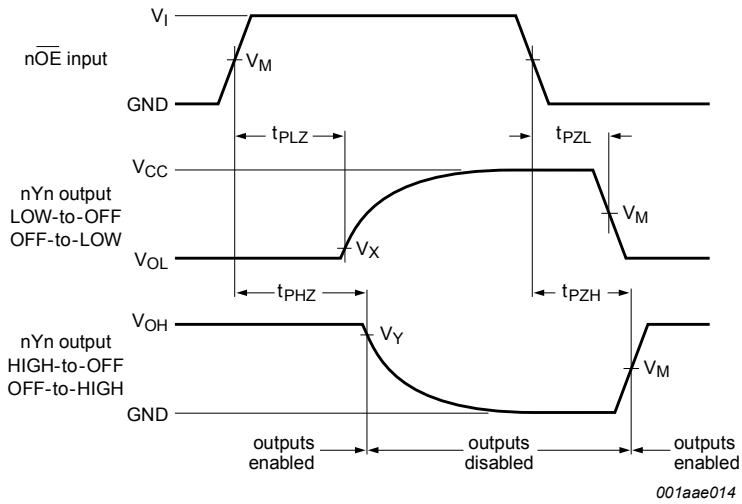 V_I
nO̅E̅ input
V_M
GND
t_PLZ
t_PZL
V_CC
nYn output
LOW-to-OFF
OFF-to-LOW
V_M
V_X
V_OL
t_PHZ
t_PZH
V_OH
nYn output
HIGH-to-OFF
OFF-to-HIGH
V_Y
V_M
GND
outputs
enabled
outputs
disabled
outputs
enabled
001aae014